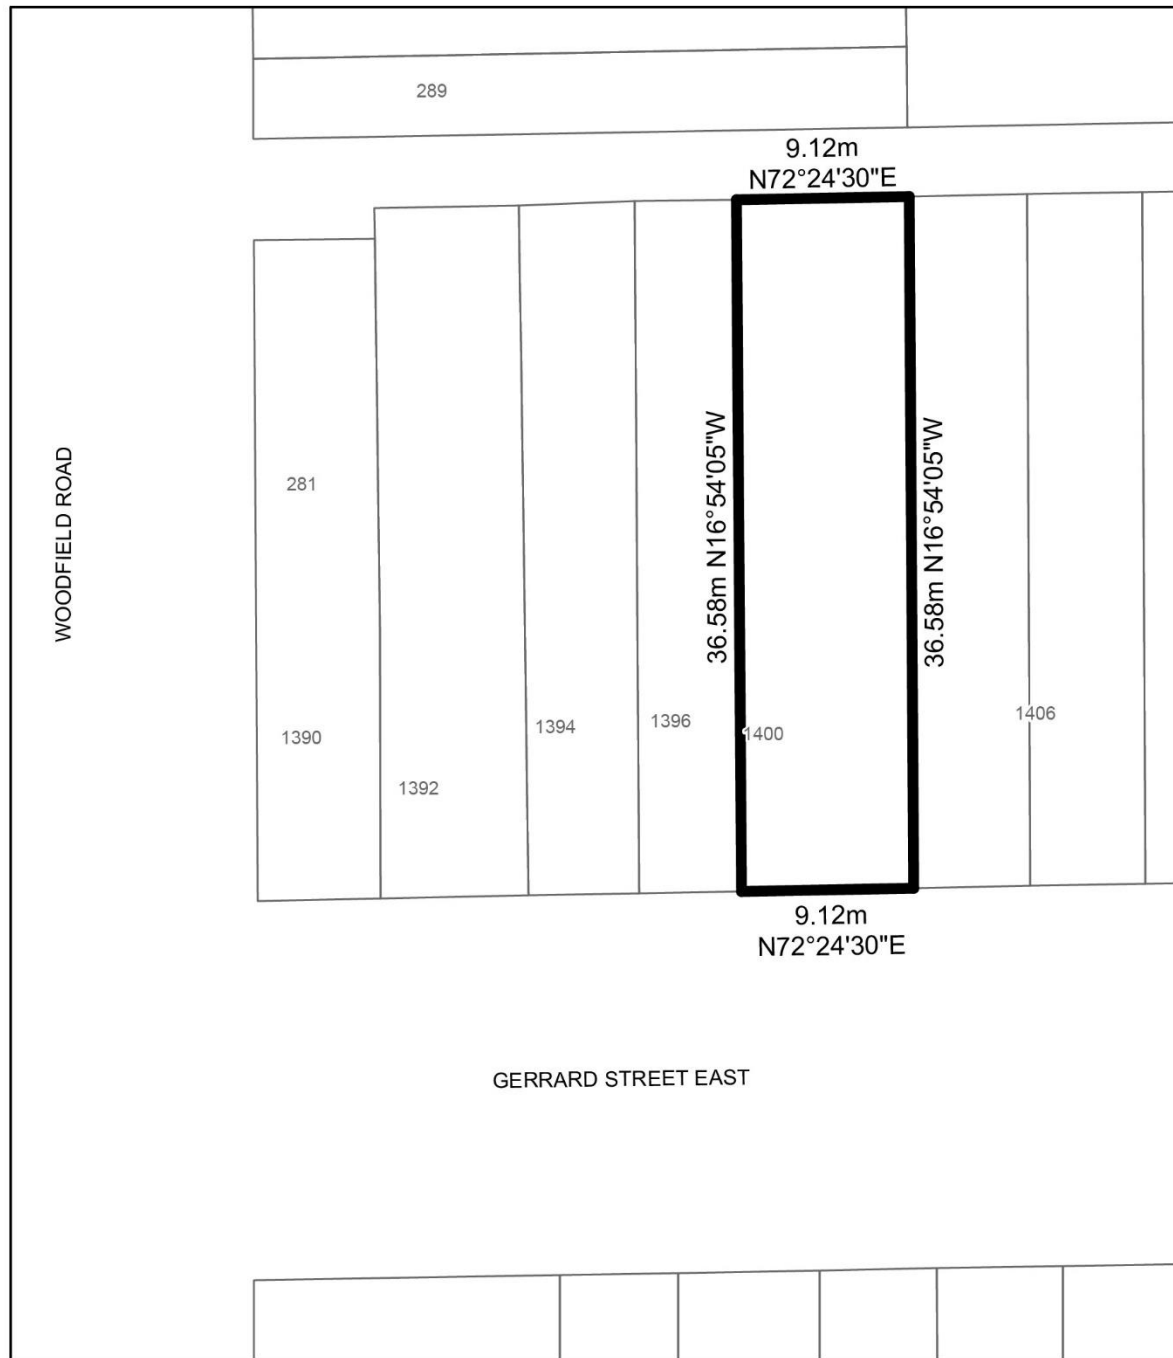 289
9.12m
N72°24'30"E
WOODFIELD ROAD
281
36.58m N16°54'05"W
36.58m N16°54'05"W
1390
1392
1394
1396
1400
1406
9.12m
N72°24'30"E
GERRARD STREET EAST